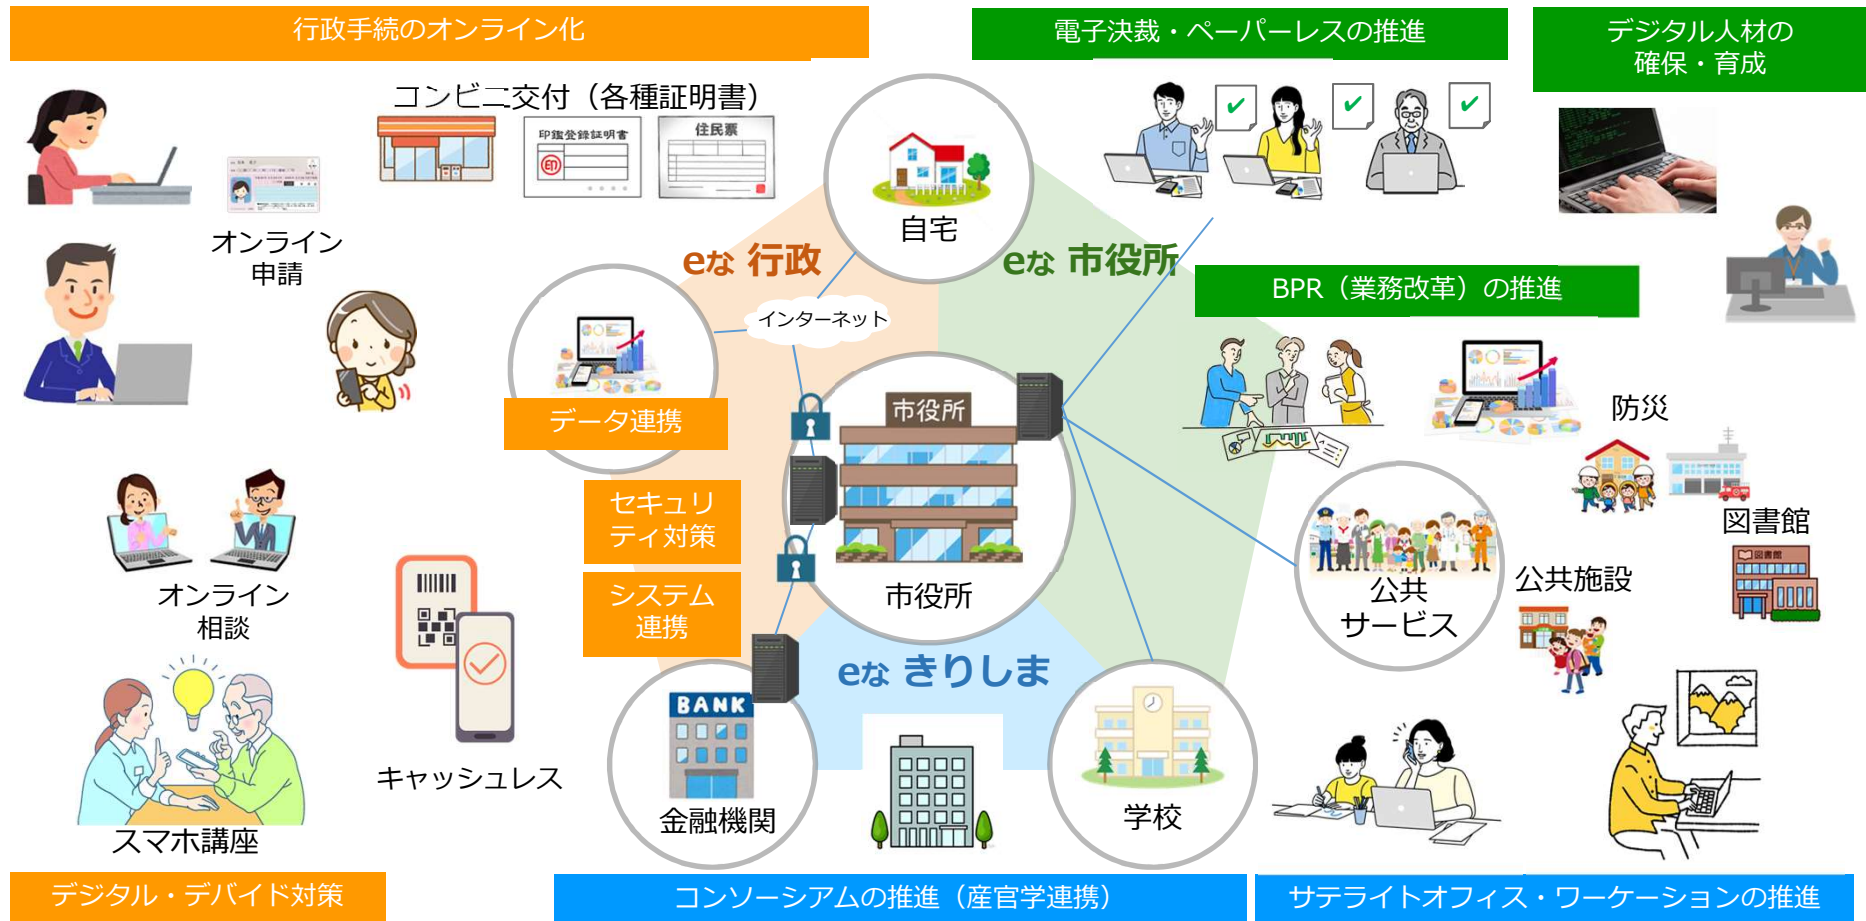 行政手続のオンライン化
電子決裁・ペーパーレスの推進
デジタル人材の
確保・育成
コンビニ交付（各種証明書）
印鑑登録証明書
印
住民票
オンライン
申請
自宅
eな 行政
eな 市役所
インターネット
BPR（業務改革）の推進
データ連携
市役所
防災
セキュリ
ティ対策
図書館
図書館
システム
連携
市役所
公共
サービス
公共施設
オンライン
相談
eな きりしま
BANK
キャッシュレス
金融機関
学校
スマホ講座
デジタル・デバイド対策
コンソーシアムの推進（産官学連携）
サテライトオフィス・ワーケーションの推進